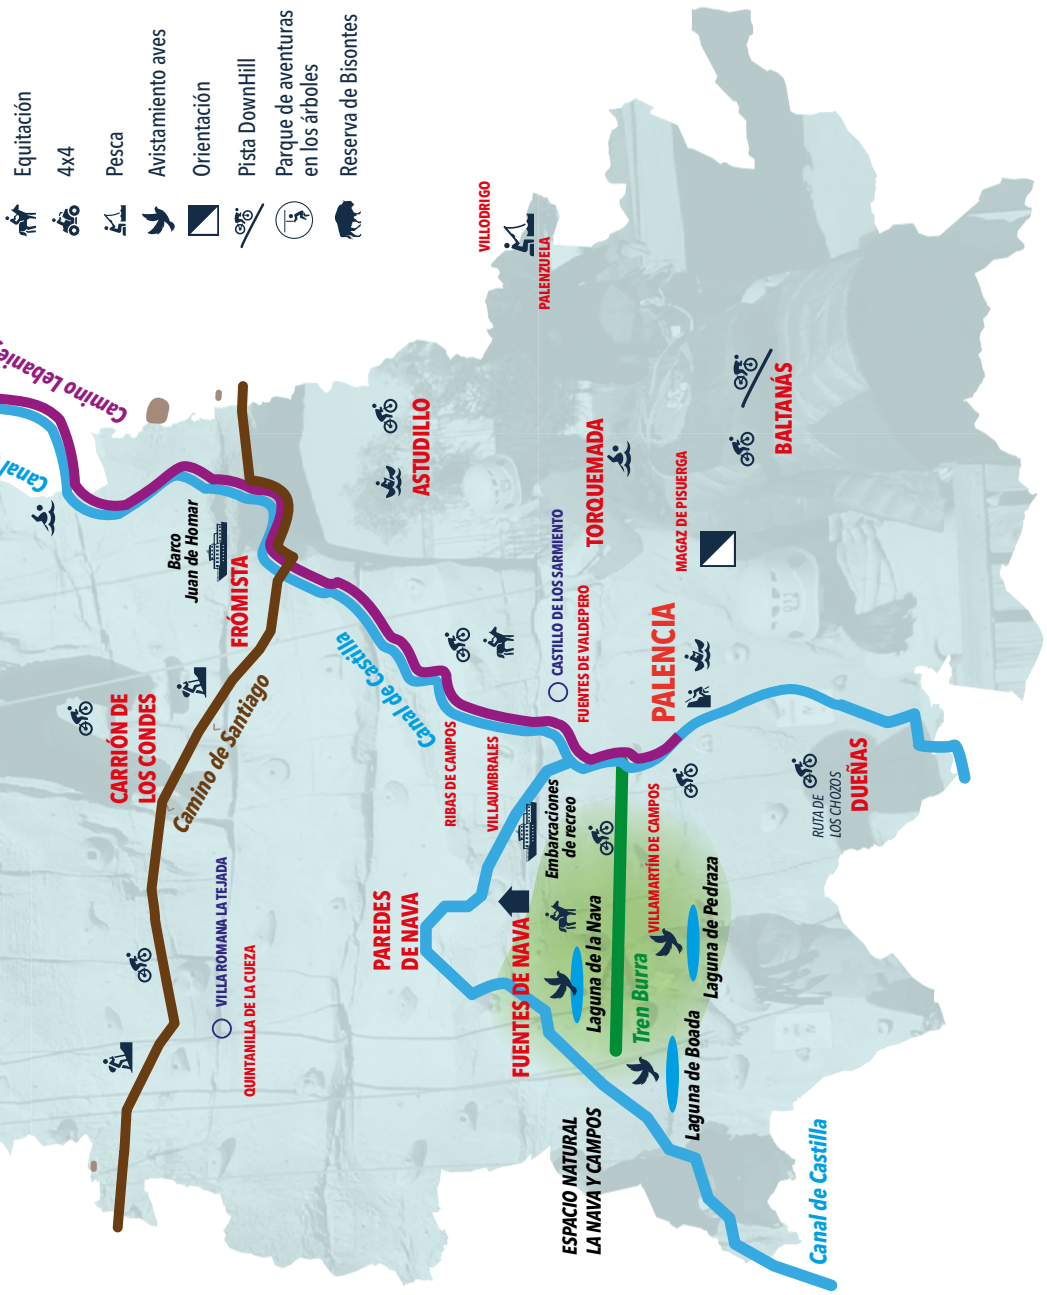 Equitación
4x4
Pesca
Avistamiento aves
Orientación
Pista DownHill
Parque de aventuras
en los árboles
Reserva de Bisontes
Canal
Barco
Juan de Homar
FRÓMISTA
CARRIÓN DE
LOS CONDES
Camino de Santiago
VILLA ROMANA LA TEJADA
QUINTANILLA DE LA CUEZA
ASTUDILLO
VILLODRIGO
PALENZUELA
Canal de Castilla
RIBAS DE CAMPOS
VILLAUMBRALES
PAREDES
DE NAVA
CASTILLO DE LOS SARMIENTO
FUENTES DE VALDEPERO
TORQUEMADA
MAGAZ DE PISUERGA
BALTANÁS
PALENCIA
Embarcaciones
de recreo
FUENTES DE NAVA
Laguna de la Nava
VILLAMARTÍN DE CAMPOS
Tren Burra
Laguna de Pedraza
Laguna de Boada
ESPACIO NATURAL
LA NAVA Y CAMPOS
RUTA DE
LOS CHOZOS
DUEÑAS
Canal de Castilla